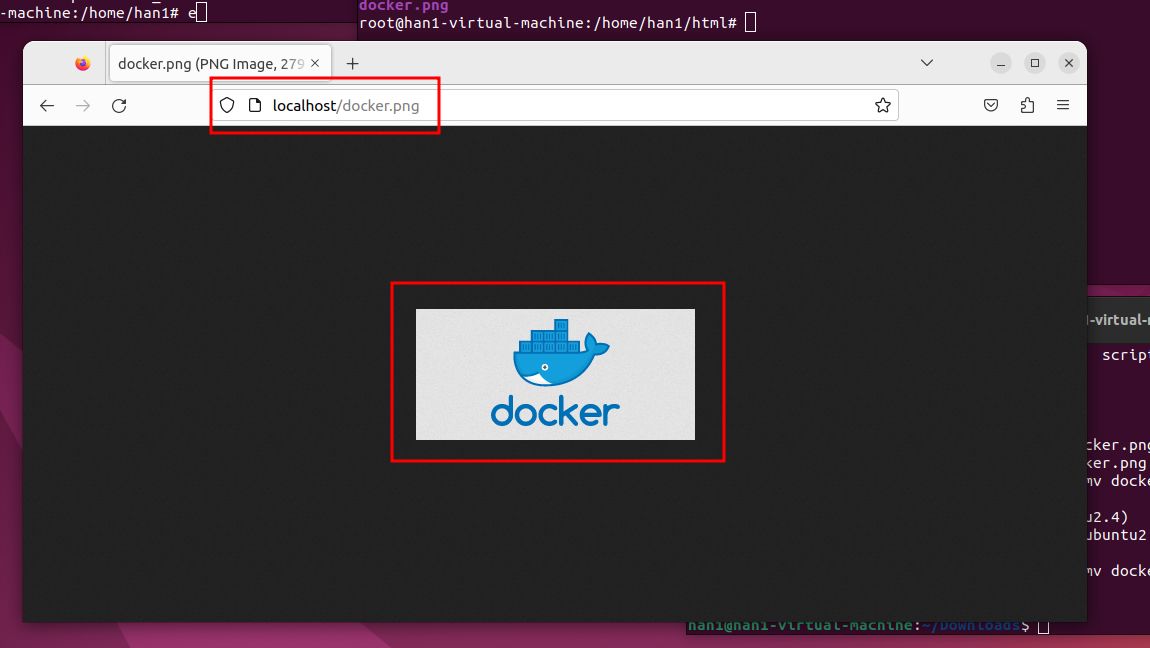 docker.png
-machine:/home/han1# e
root@han1-virtual-machine:/home/han1/html#
docker.png (PNG Image, 279
localhost/docker.png
docker
-virtual-
script
cker.png
ker.png
mv docke
u2.4)
ubuntu2
mv docke
han1@han1-virtual-machine:~/Downloads$